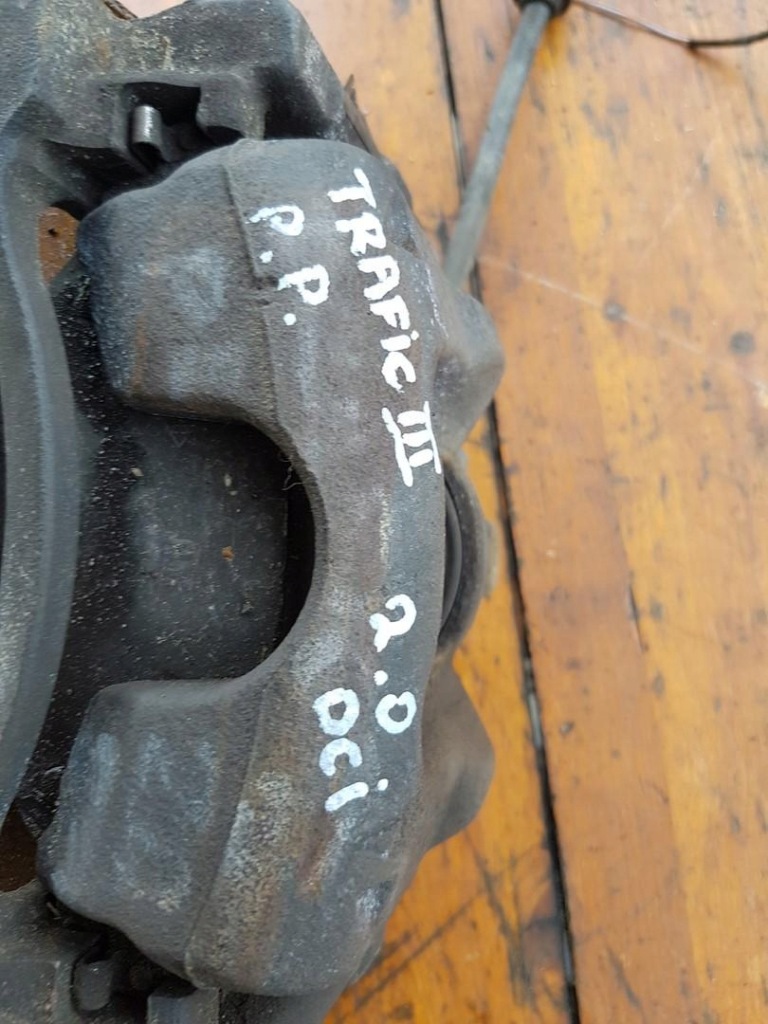 TRAFiC III
P.P.
2.0
DCi